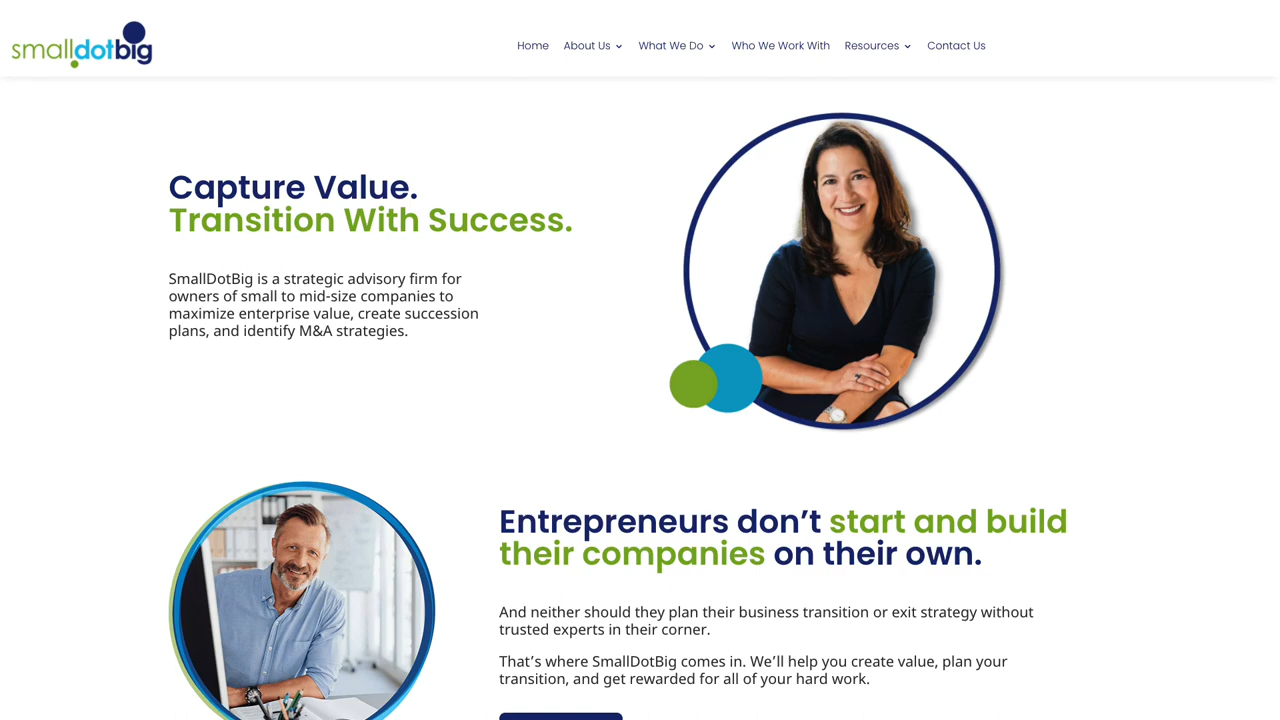 smalldotbig
Home
About Us
What We Do
Who We Work With
Resources
Contact Us
Capture Value.
Transition With Success.
SmallDotBig is a strategic advisory firm for
owners of small to mid-size companies to
maximize enterprise value, create succession
plans, and identify M&A strategies.
Entrepreneurs don’t start and build
their companies on their own.
And neither should they plan their business transition or exit strategy without
trusted experts in their corner.
That’s where SmallDotBig comes in. We’ll help you create value, plan your
transition, and get rewarded for all of your hard work.